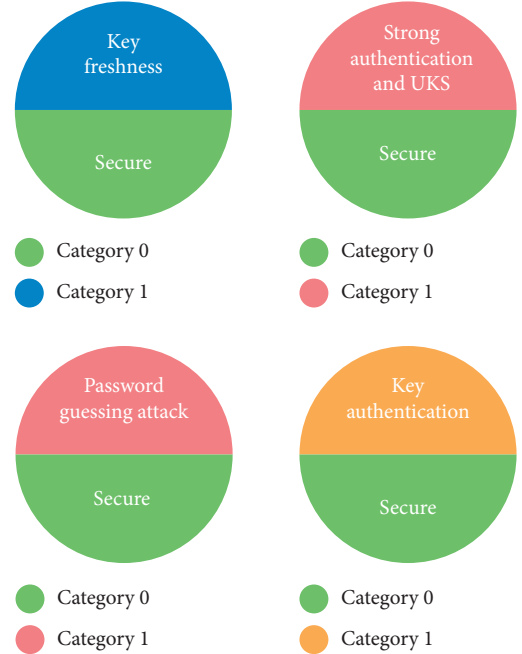 Key
freshness
Secure
Category 0
Category 1
Strong
authentication
and UKS
Secure
Category 0
Category 1
Password
guessing attack
Secure
Category 0
Category 1
Key
authentication
Secure
Category 0
Category 1